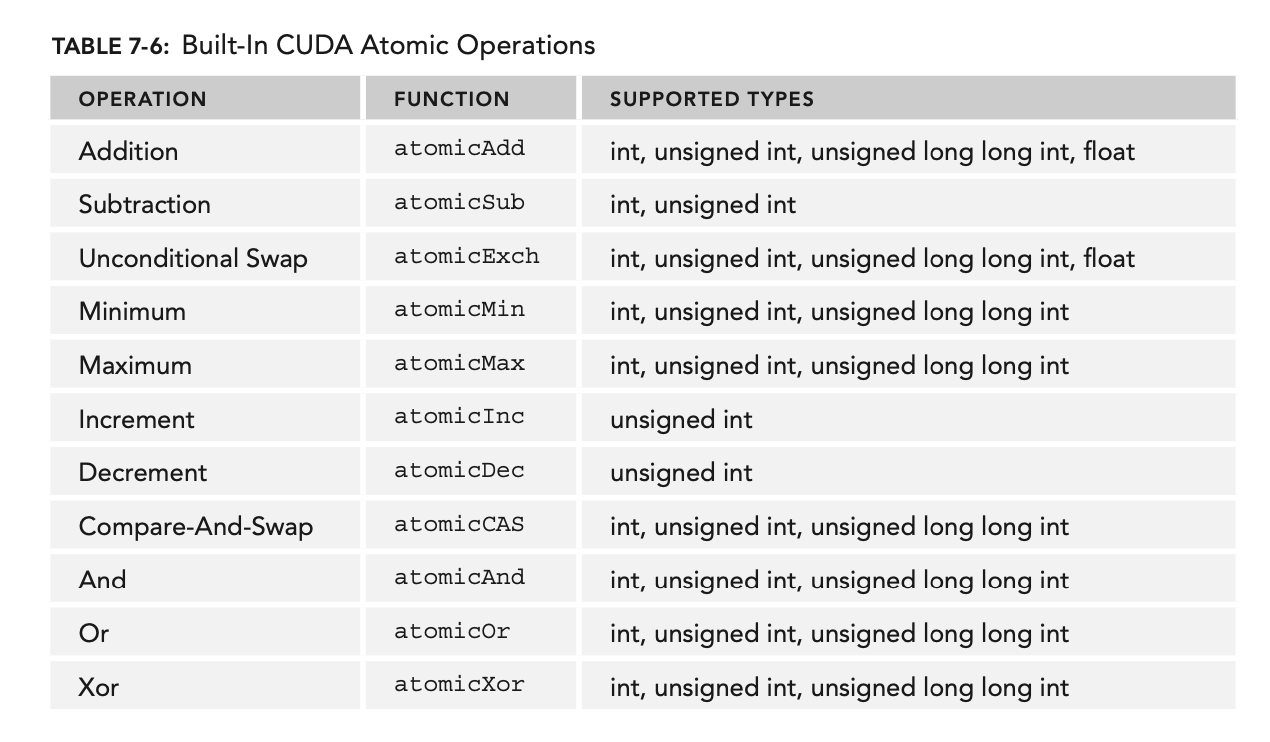 TABLE 7-6: Built-In CUDA Atomic Operations
OPERATION FUNCTION SUPPORTED TYPES
Addition atomicAdd int, unsigned int, unsigned long long int, float
Subtraction atomicSub int, unsigned int
Unconditional Swap atomicExch int, unsigned int, unsigned long long int, float
Minimum atomicMin int, unsigned int, unsigned long long int
Maximum atomicMax int, unsigned int, unsigned long long int
Increment atomicInc unsigned int
Decrement atomicDec unsigned int
Compare-And-Swap atomicCAS int, unsigned int, unsigned long long int
And atomicAnd int, unsigned int, unsigned long long int
Or atomicOr int, unsigned int, unsigned long long int
Xor atomicXor int, unsigned int, unsigned long long int